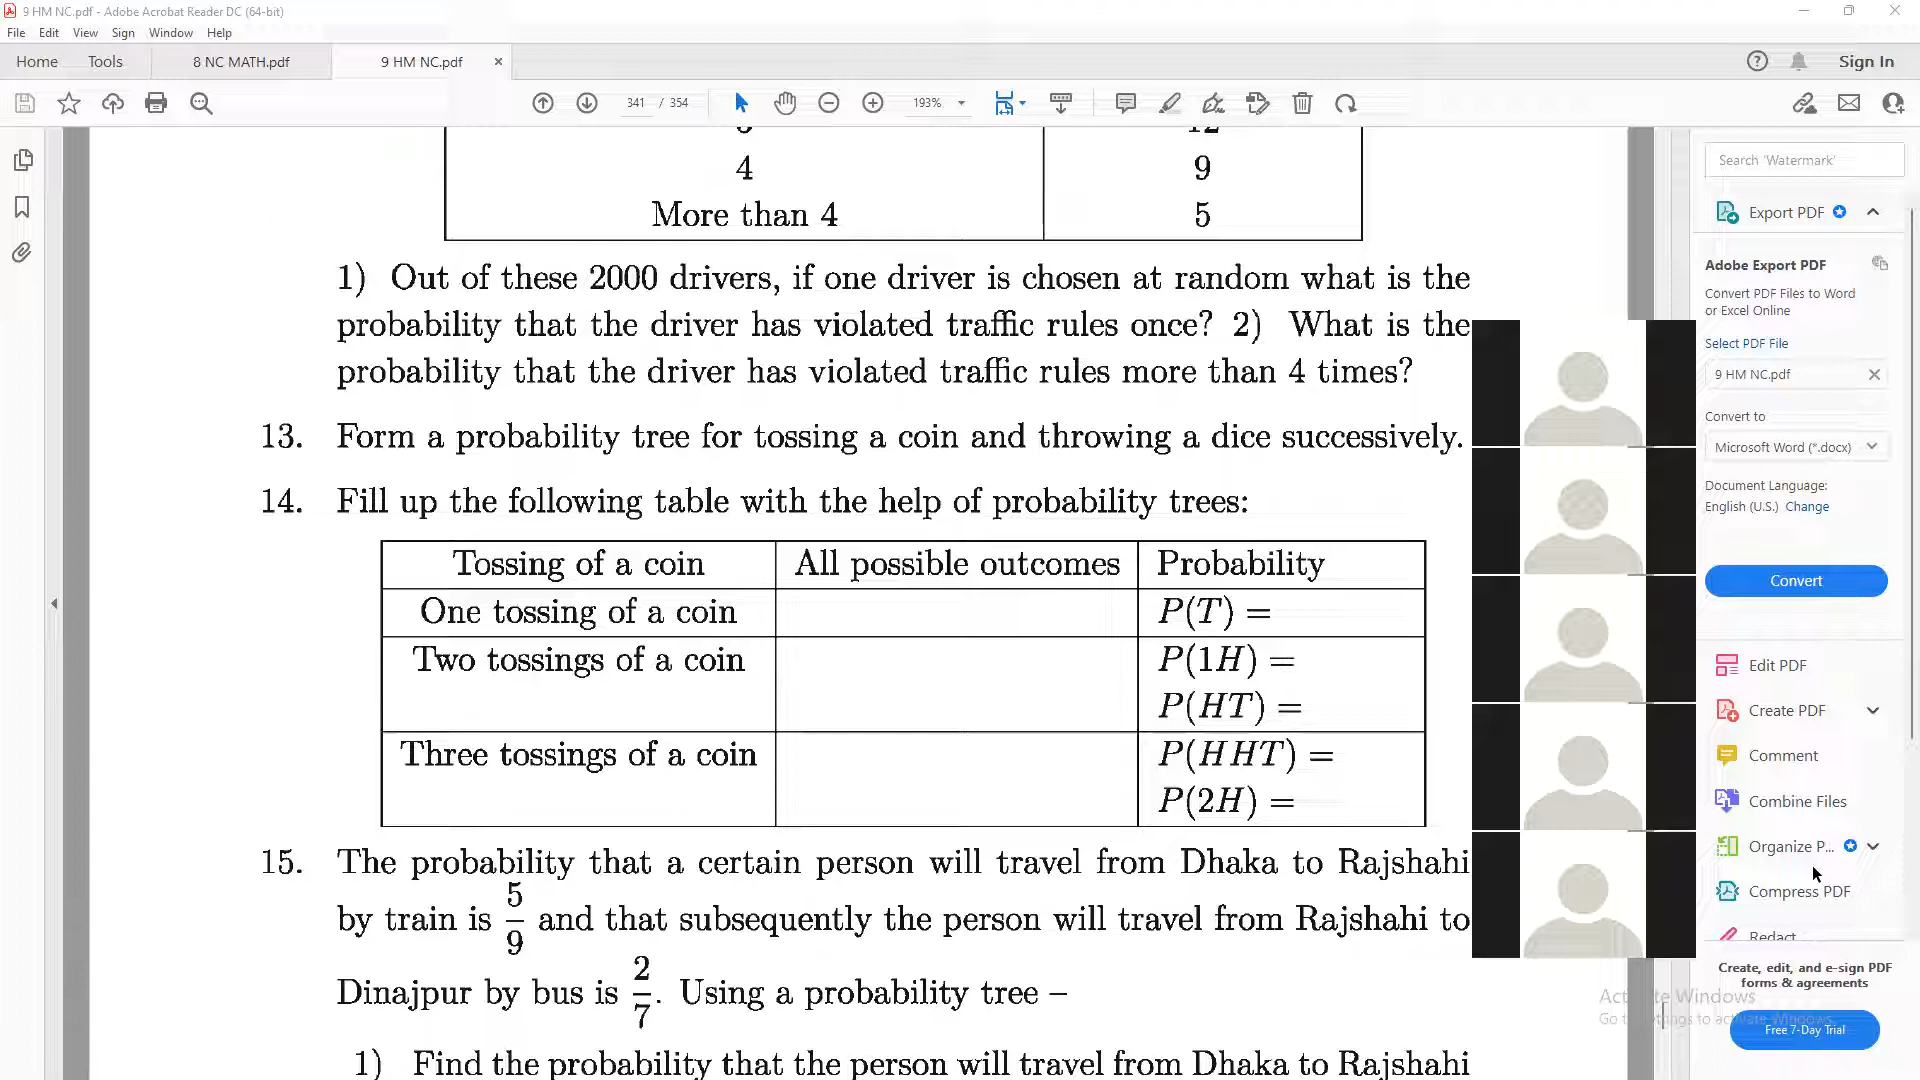 9 HM NC.pdf - Adobe Acrobat Reader DC (64-bit)
File Edit View Sign Window Help
Home Tools 8 NC MATH.pdf 9 HM NC.pdf × Sign In
341 / 354 193%
4 9
More than 4 5
1) Out of these 2000 drivers, if one driver is chosen at random what is the
probability that the driver has violated traffic rules once? 2) What is the
probability that the driver has violated traffic rules more than 4 times?
13. Form a probability tree for tossing a coin and throwing a dice successively.
14. Fill up the following table with the help of probability trees:
Tossing of a coin All possible outcomes Probability
One tossing of a coin P(T) =
Two tossings of a coin P(1H) =
P(HT) =
Three tossings of a coin P(HHT) =
P(2H) =
15. The probability that a certain person will travel from Dhaka to Rajshahi
by train is 5/9 and that subsequently the person will travel from Rajshahi to
Dinajpur by bus is 2/7. Using a probability tree –
1) Find the probability that the person will travel from Dhaka to Rajshahi
Search 'Watermark'
Export PDF
Adobe Export PDF
Convert PDF Files to Word
or Excel Online
Select PDF File
9 HM NC.pdf
Convert to
Microsoft Word (*.docx)
Document Language:
English (U.S.) Change
Convert
Edit PDF
Create PDF
Comment
Combine Files
Organize P...
Compress PDF
Redact
Create, edit, and e-sign PDF
forms & agreements
Free 7-Day Trial